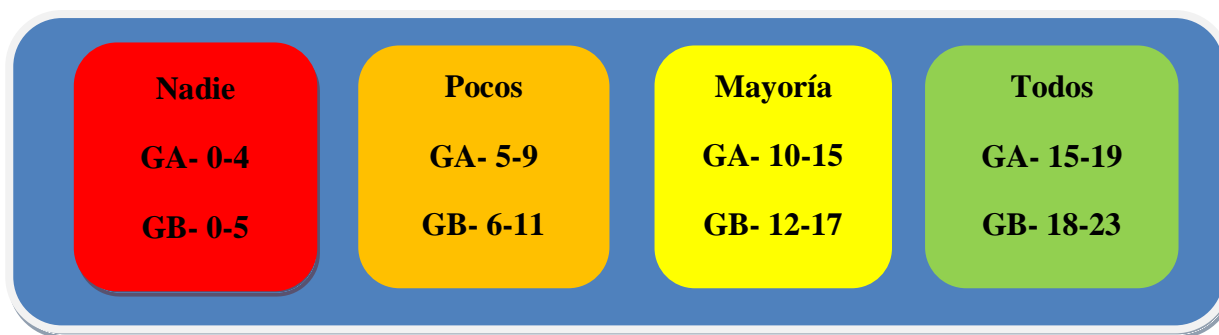 Nadie
GA- 0-4
GB- 0-5
Pocos
GA- 5-9
GB- 6-11
Mayoría
GA- 10-15
GB- 12-17
Todos
GA- 15-19
GB- 18-23